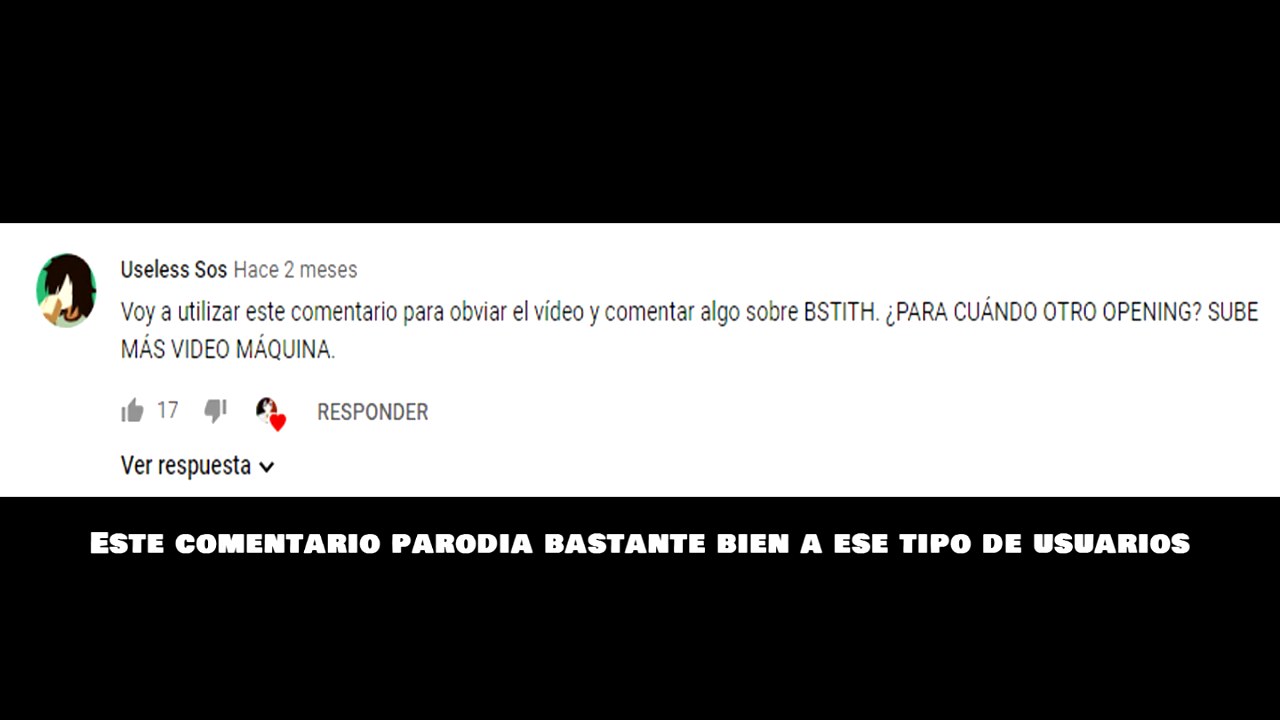 Useless Sos Hace 2 meses
Voy a utilizar este comentario para obviar el vídeo y comentar algo sobre BSTITH. ¿PARA CUÁNDO OTRO OPENING? SUBE
MÁS VIDEO MÁQUINA.
17 RESPONDER
Ver respuesta
Este comentario parodia bastante bien a ese tipo de usuarios